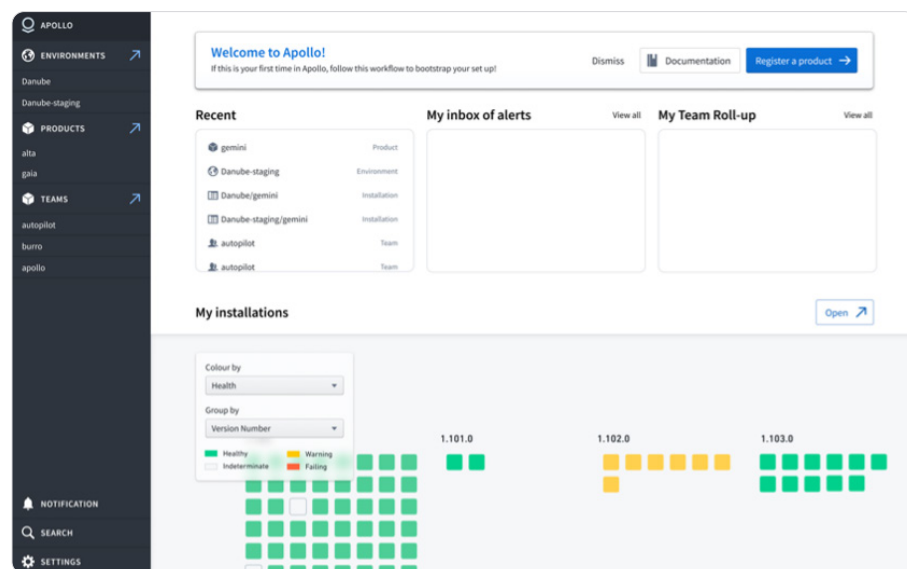 APOLLO
ENVIRONMENTS
Danube
Danube-staging
PRODUCTS
alta
gaia
TEAMS
autopilot
burro
apollo
NOTIFICATION
SEARCH
SETTINGS
Welcome to Apollo!
If this is your first time in Apollo, follow this workflow to bootstrap your set up!
Dismiss
Documentation
Register a product
Recent
gemini Product
Danube-staging Environment
Danube/gemini Installation
Danube-staging/gemini Installation
autopilot Team
autopilot Team
My inbox of alerts View all
My Team Roll-up View all
My installations
Open
Colour by
Health
Group by
Version Number
Healthy Warning
Indeterminate Failing
1.101.0 1.102.0 1.103.0